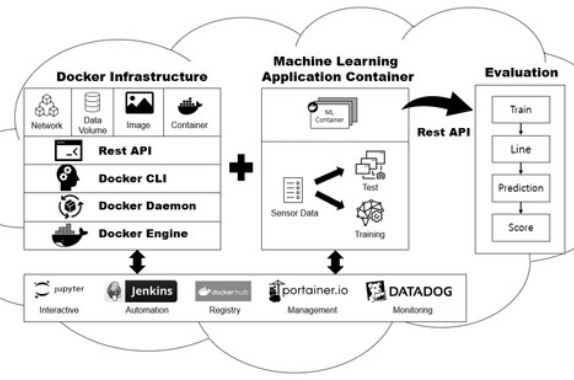 Docker Infrastructure
Network
Data
Volume
Image
Container
Rest API
Docker CLI
Docker Daemon
Docker Engine
Machine Learning
Application Container
ML
Container
Sensor Data
Test
Training
Rest API
Evaluation
Train
Line
Prediction
Score
jupyter
Interactive
Jenkins
Automation
dockerhub
Registry
portainer.io
Management
DATADOG
Monitoring